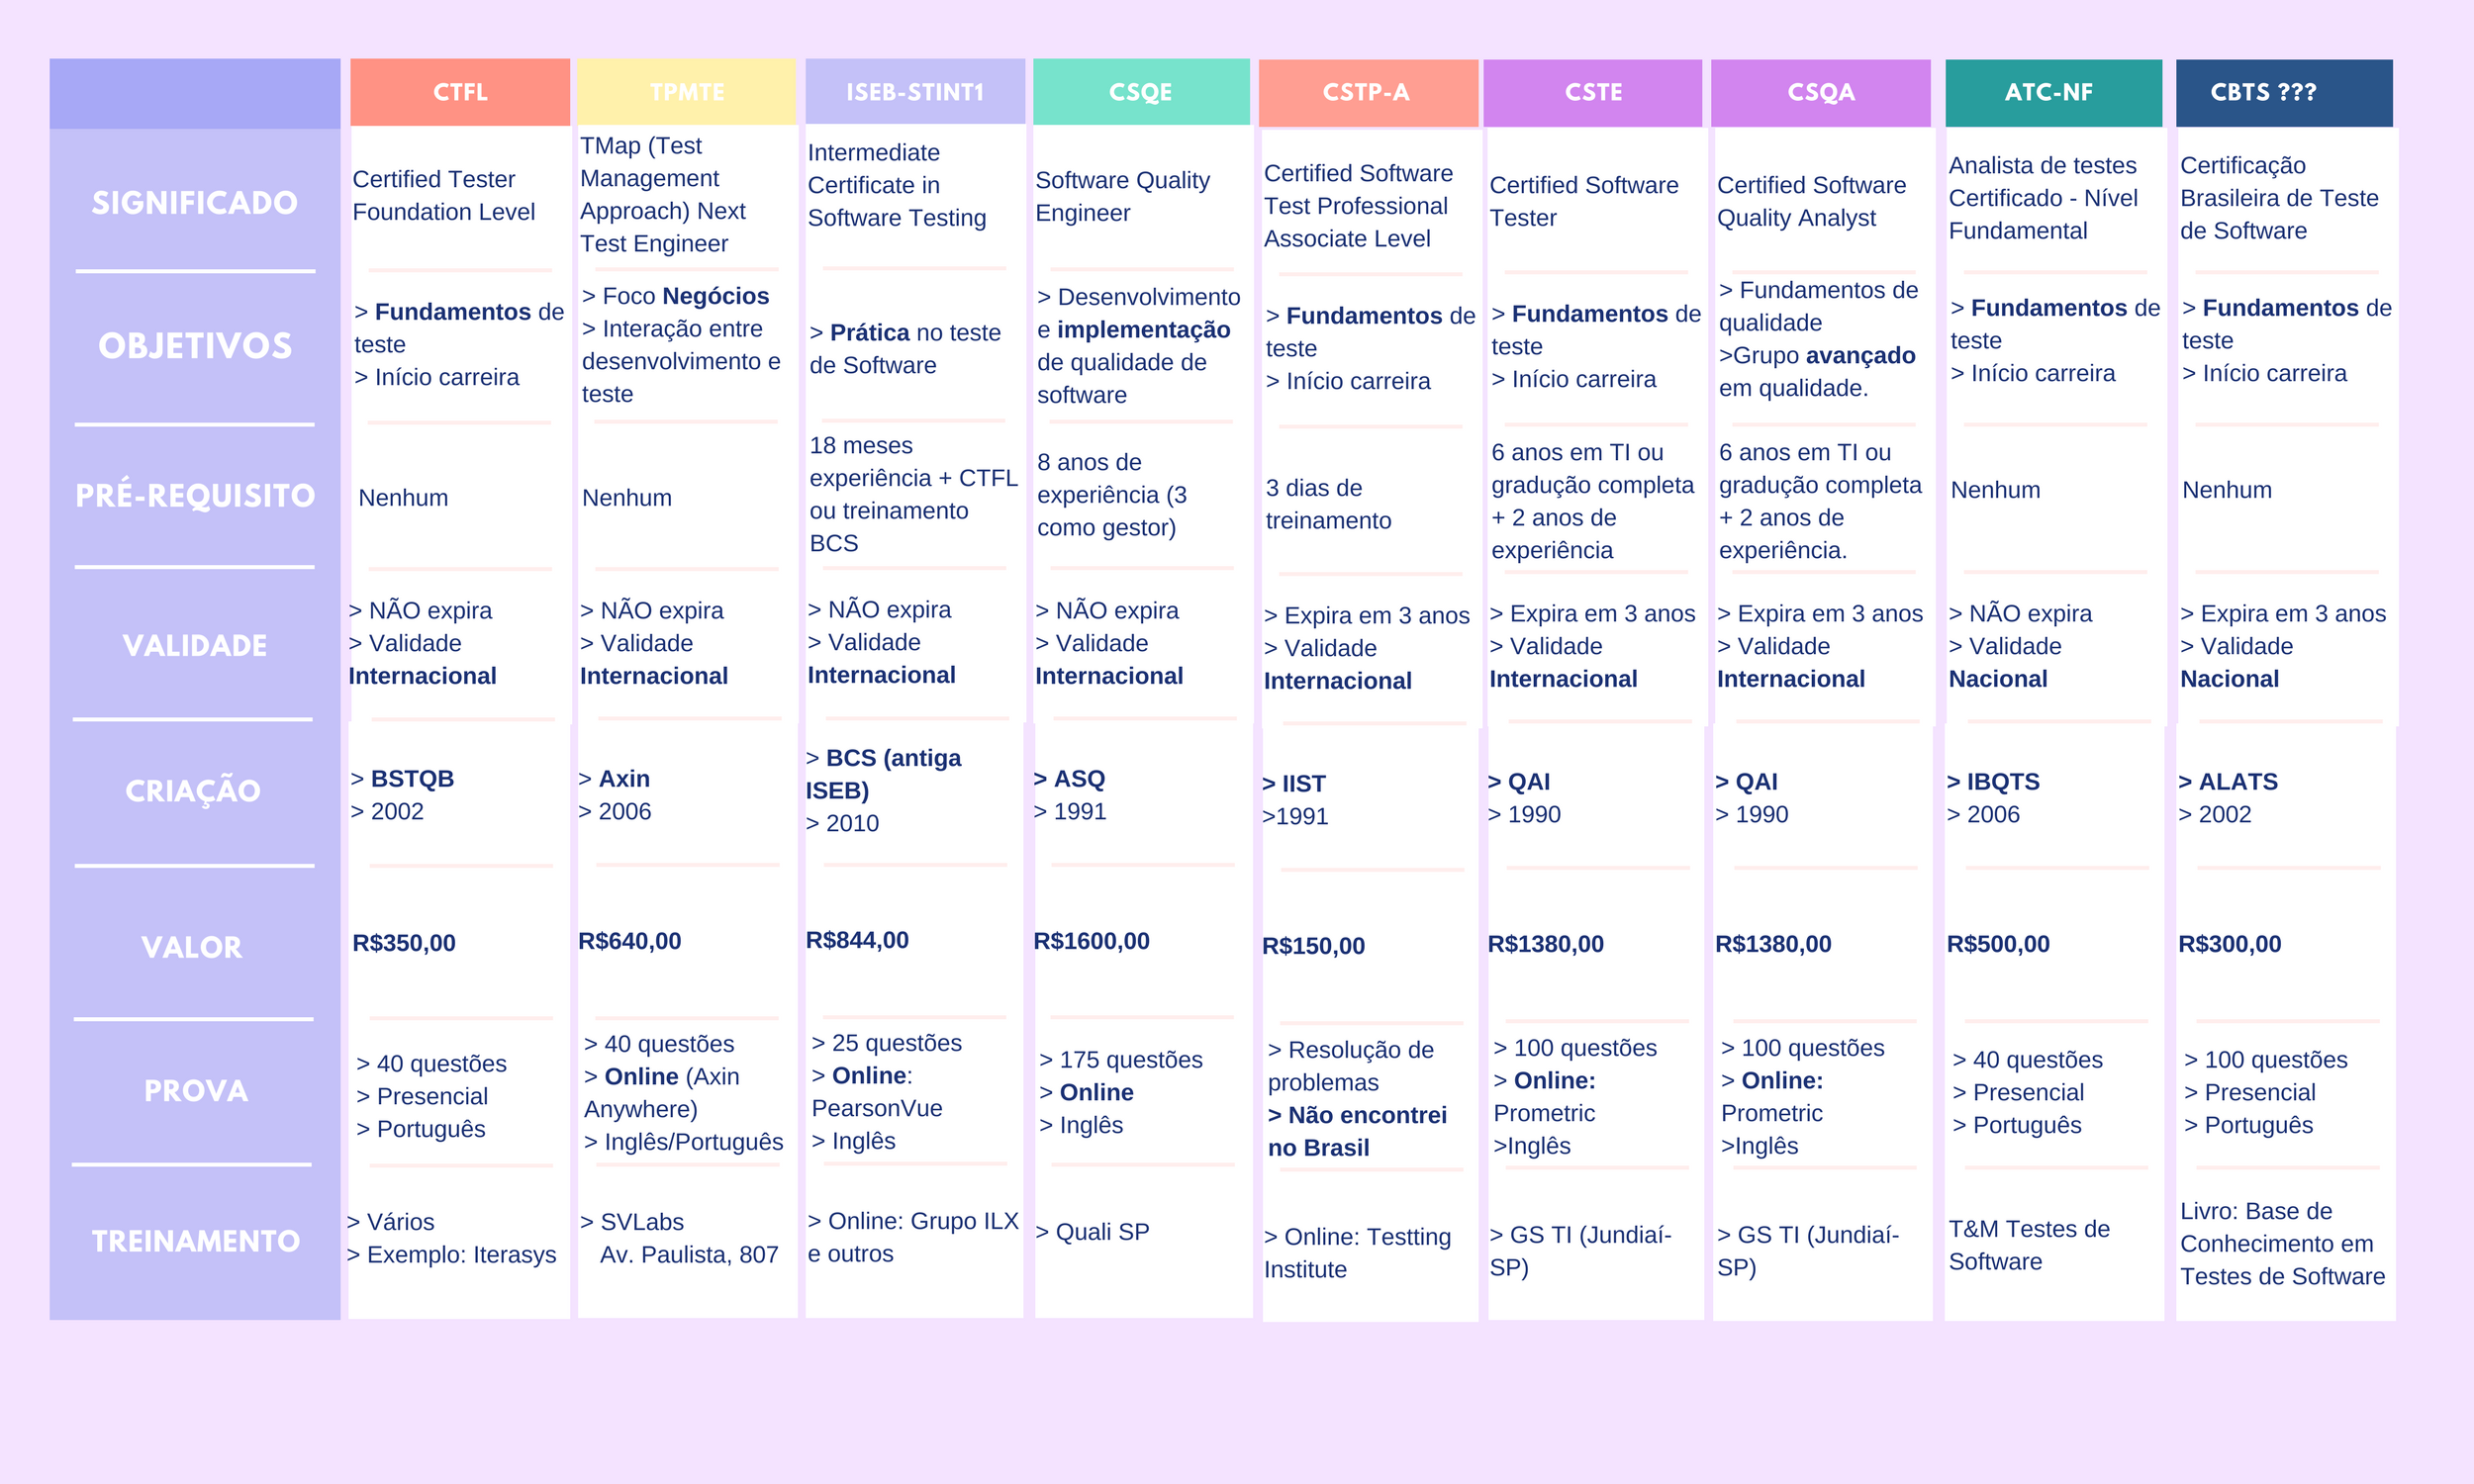 CTFL TPMTE ISEB-STINT1 CSQE CSTP-A CSTE CSQA ATC-NF CBTS ???
SIGNIFICADO
Certified Tester
Foundation Level
TMap (Test
Management
Approach) Next
Test Engineer
Intermediate
Certificate in
Software Testing
Software Quality
Engineer
Certified Software
Test Professional
Associate Level
Certified Software
Tester
Certified Software
Quality Analyst
Analista de testes
Certificado - Nível
Fundamental
Certificação
Brasileira de Teste
de Software
OBJETIVOS
> Fundamentos de
teste
> Início carreira
> Foco Negócios
> Interação entre
desenvolvimento e
teste
> Prática no teste
de Software
> Desenvolvimento
e implementação
de qualidade de
software
> Fundamentos de
teste
> Início carreira
> Fundamentos de
teste
> Início carreira
> Fundamentos de
qualidade
>Grupo avançado
em qualidade.
> Fundamentos de
teste
> Início carreira
> Fundamentos de
teste
> Início carreira
PRÉ-REQUISITO
Nenhum
Nenhum
18 meses
experiência + CTFL
ou treinamento
BCS
8 anos de
experiência (3
como gestor)
3 dias de
treinamento
6 anos em TI ou
gradução completa
+ 2 anos de
experiência
6 anos em TI ou
gradução completa
+ 2 anos de
experiência.
Nenhum
Nenhum
VALIDADE
> NÃO expira
> Validade
Internacional
> NÃO expira
> Validade
Internacional
> NÃO expira
> Validade
Internacional
> NÃO expira
> Validade
Internacional
> Expira em 3 anos
> Validade
Internacional
> Expira em 3 anos
> Validade
Internacional
> Expira em 3 anos
> Validade
Internacional
> NÃO expira
> Validade
Nacional
> Expira em 3 anos
> Validade
Nacional
CRIAÇÃO
> BSTQB
> 2002
> Axin
> 2006
> BCS (antiga
ISEB)
> 2010
> ASQ
> 1991
> IIST
>1991
> QAI
> 1990
> QAI
> 1990
> IBQTS
> 2006
> ALATS
> 2002
VALOR
R$350,00
R$640,00
R$844,00
R$1600,00
R$150,00
R$1380,00
R$1380,00
R$500,00
R$300,00
PROVA
> 40 questões
> Presencial
> Português
> 40 questões
> Online (Axin
Anywhere)
> Inglês/Português
> 25 questões
> Online:
PearsonVue
> Inglês
> 175 questões
> Online
> Inglês
> Resolução de
problemas
> Não encontrei
no Brasil
> 100 questões
> Online:
Prometric
>Inglês
> 100 questões
> Online:
Prometric
>Inglês
> 40 questões
> Presencial
> Português
> 100 questões
> Presencial
> Português
TREINAMENTO
> Vários
> Exemplo: Iterasys
> SVLabs
Av. Paulista, 807
> Online: Grupo ILX
e outros
> Quali SP
> Online: Testting
Institute
> GS TI (Jundiaí-
SP)
> GS TI (Jundiaí-
SP)
T&M Testes de
Software
Livro: Base de
Conhecimento em
Testes de Software